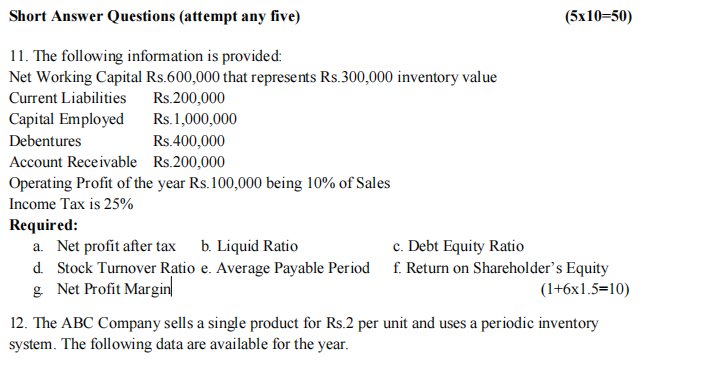 Short Answer Questions (attempt any five) (5x10=50)
11. The following information is provided:
Net Working Capital Rs.600,000 that represents Rs.300,000 inventory value
Current Liabilities Rs.200,000
Capital Employed Rs.1,000,000
Debentures Rs.400,000
Account Receivable Rs.200,000
Operating Profit of the year Rs.100,000 being 10% of Sales
Income Tax is 25%
Required:
a. Net profit after tax b. Liquid Ratio c. Debt Equity Ratio
d. Stock Turnover Ratio e. Average Payable Period f. Return on Shareholder's Equity
g. Net Profit Margin (1+6x1.5=10)
12. The ABC Company sells a single product for Rs.2 per unit and uses a periodic inventory
system. The following data are available for the year.